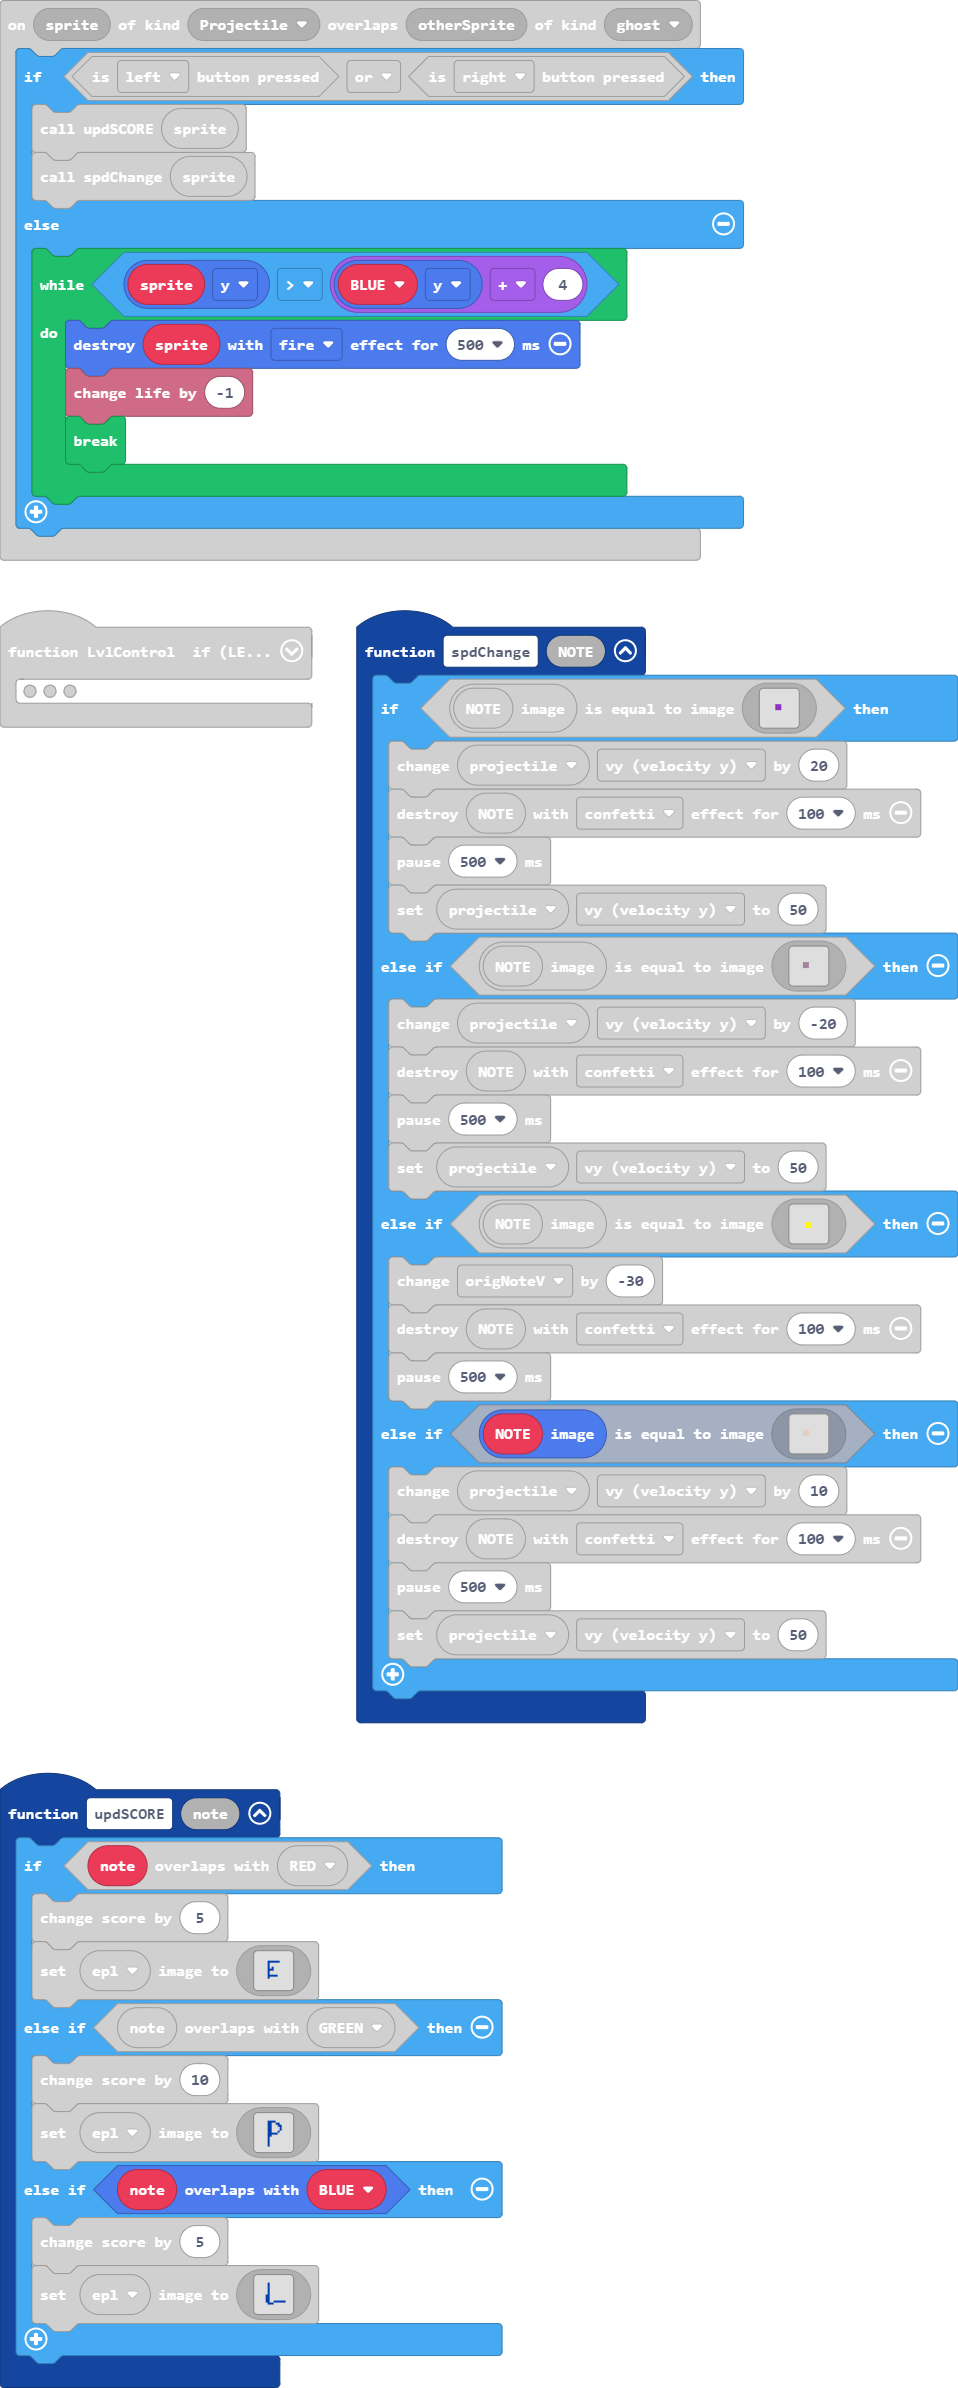 on sprite of kind Projectile overlaps otherSprite of kind ghost
if is left button pressed or is right button pressed then
call updSCORE sprite
call spdChange sprite
else
while sprite y > BLUE y + 4
do
destroy sprite with fire effect for 500 ms
change life by -1
break
function LvlControl if (LE...
function spdChange NOTE
if NOTE image is equal to image then
change projectile vy (velocity y) by 20
destroy NOTE with confetti effect for 100 ms
pause 500 ms
set projectile vy (velocity y) to 50
else if NOTE image is equal to image then
change projectile vy (velocity y) by -20
destroy NOTE with confetti effect for 100 ms
pause 500 ms
set projectile vy (velocity y) to 50
else if NOTE image is equal to image then
change origNoteV by -30
destroy NOTE with confetti effect for 100 ms
pause 500 ms
else if NOTE image is equal to image then
change projectile vy (velocity y) by 10
destroy NOTE with confetti effect for 100 ms
pause 500 ms
set projectile vy (velocity y) to 50
function updSCORE note
if note overlaps with RED then
change score by 5
set epl image to E
else if note overlaps with GREEN then
change score by 10
set epl image to P
else if note overlaps with BLUE then
change score by 5
set epl image to L